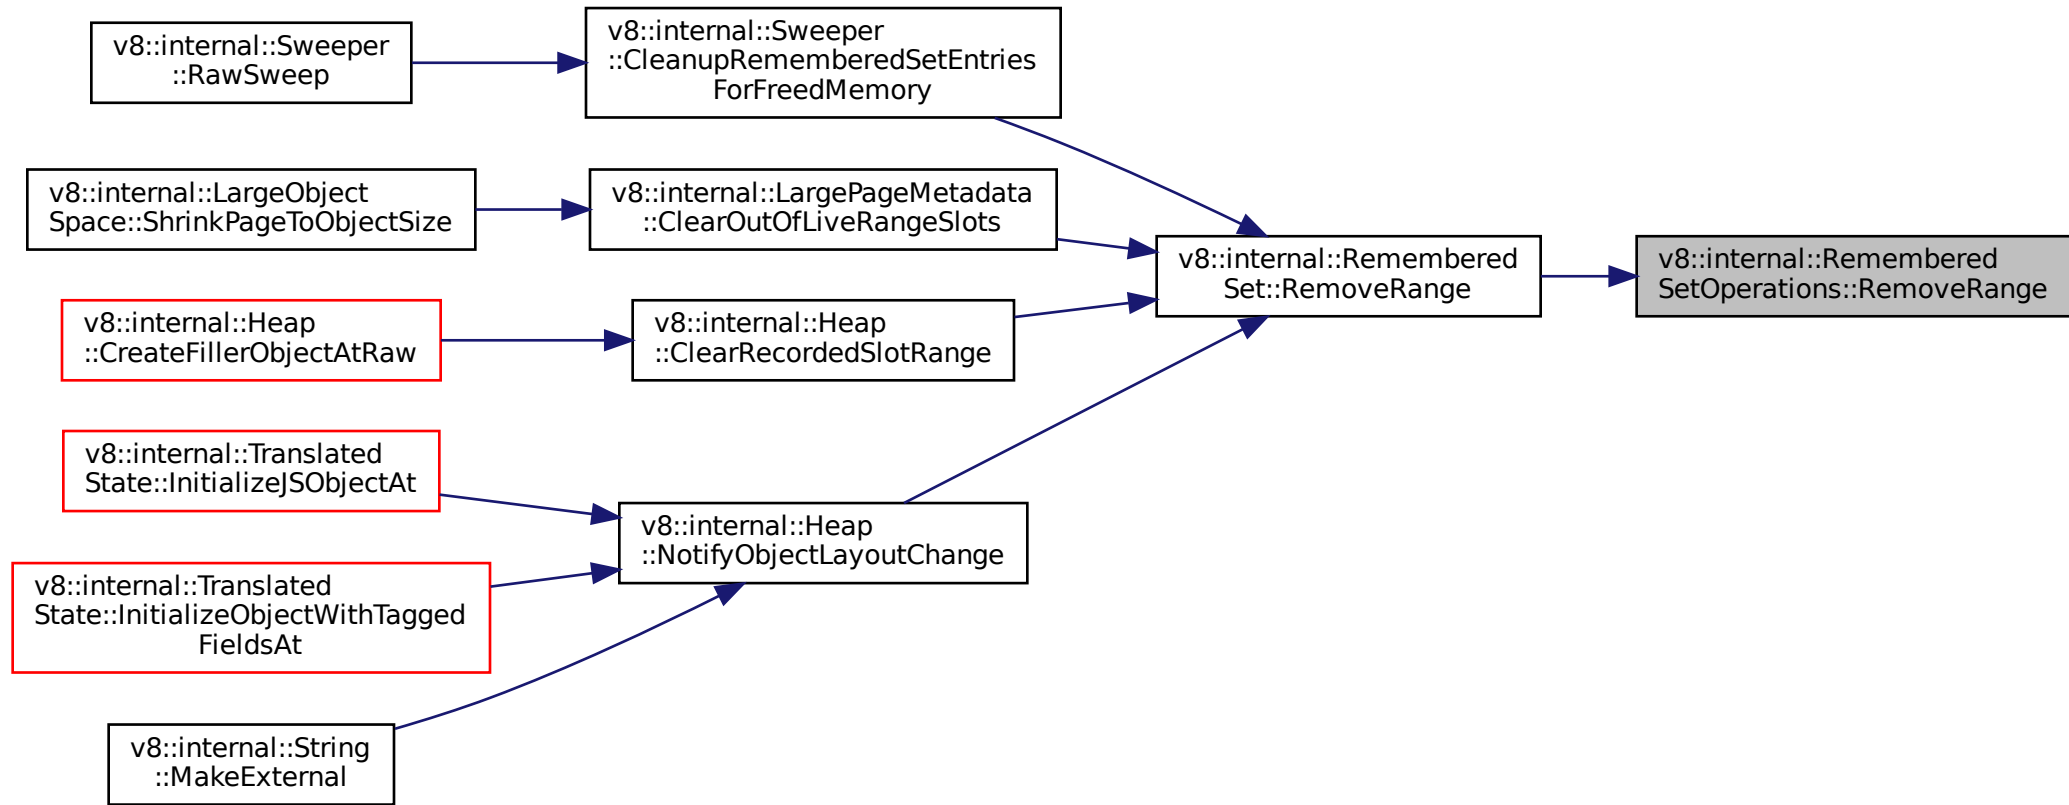 v8::internal::Sweeper
::RawSweep
v8::internal::Sweeper
::CleanupRememberedSetEntries
ForFreedMemory
v8::internal::LargeObject
Space::ShrinkPageToObjectSize
v8::internal::LargePageMetadata
::ClearOutOfLiveRangeSlots
v8::internal::Remembered
Set::RemoveRange
v8::internal::Remembered
SetOperations::RemoveRange
v8::internal::Heap
::CreateFillerObjectAtRaw
v8::internal::Heap
::ClearRecordedSlotRange
v8::internal::Translated
State::InitializeJSObjectAt
v8::internal::Heap
::NotifyObjectLayoutChange
v8::internal::Translated
State::InitializeObjectWithTagged
FieldsAt
v8::internal::String
::MakeExternal